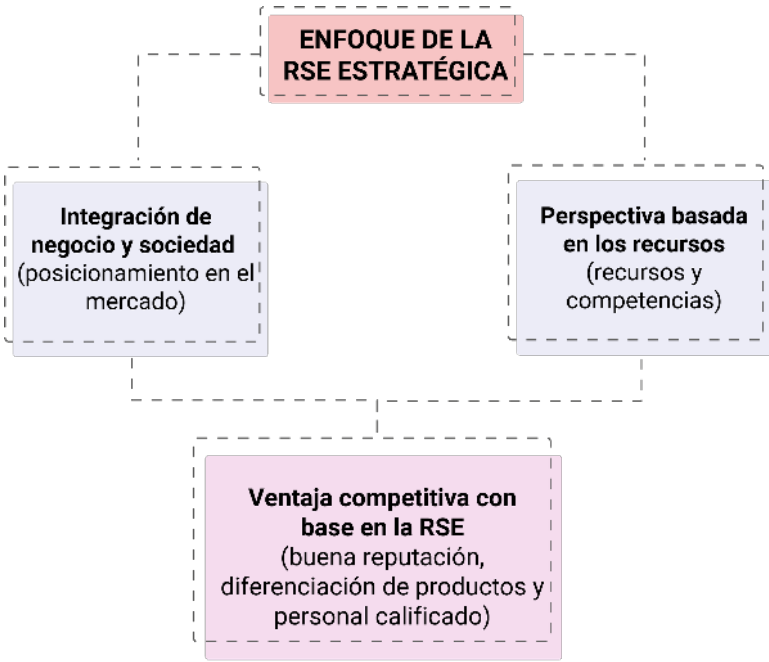 ENFOQUE DE LA
RSE ESTRATÉGICA
Integración de
negocio y sociedad
(posicionamiento en el
mercado)
Perspectiva basada
en los recursos
(recursos y
competencias)
Ventaja competitiva con
base en la RSE
(buena reputación,
diferenciación de productos y
personal calificado)